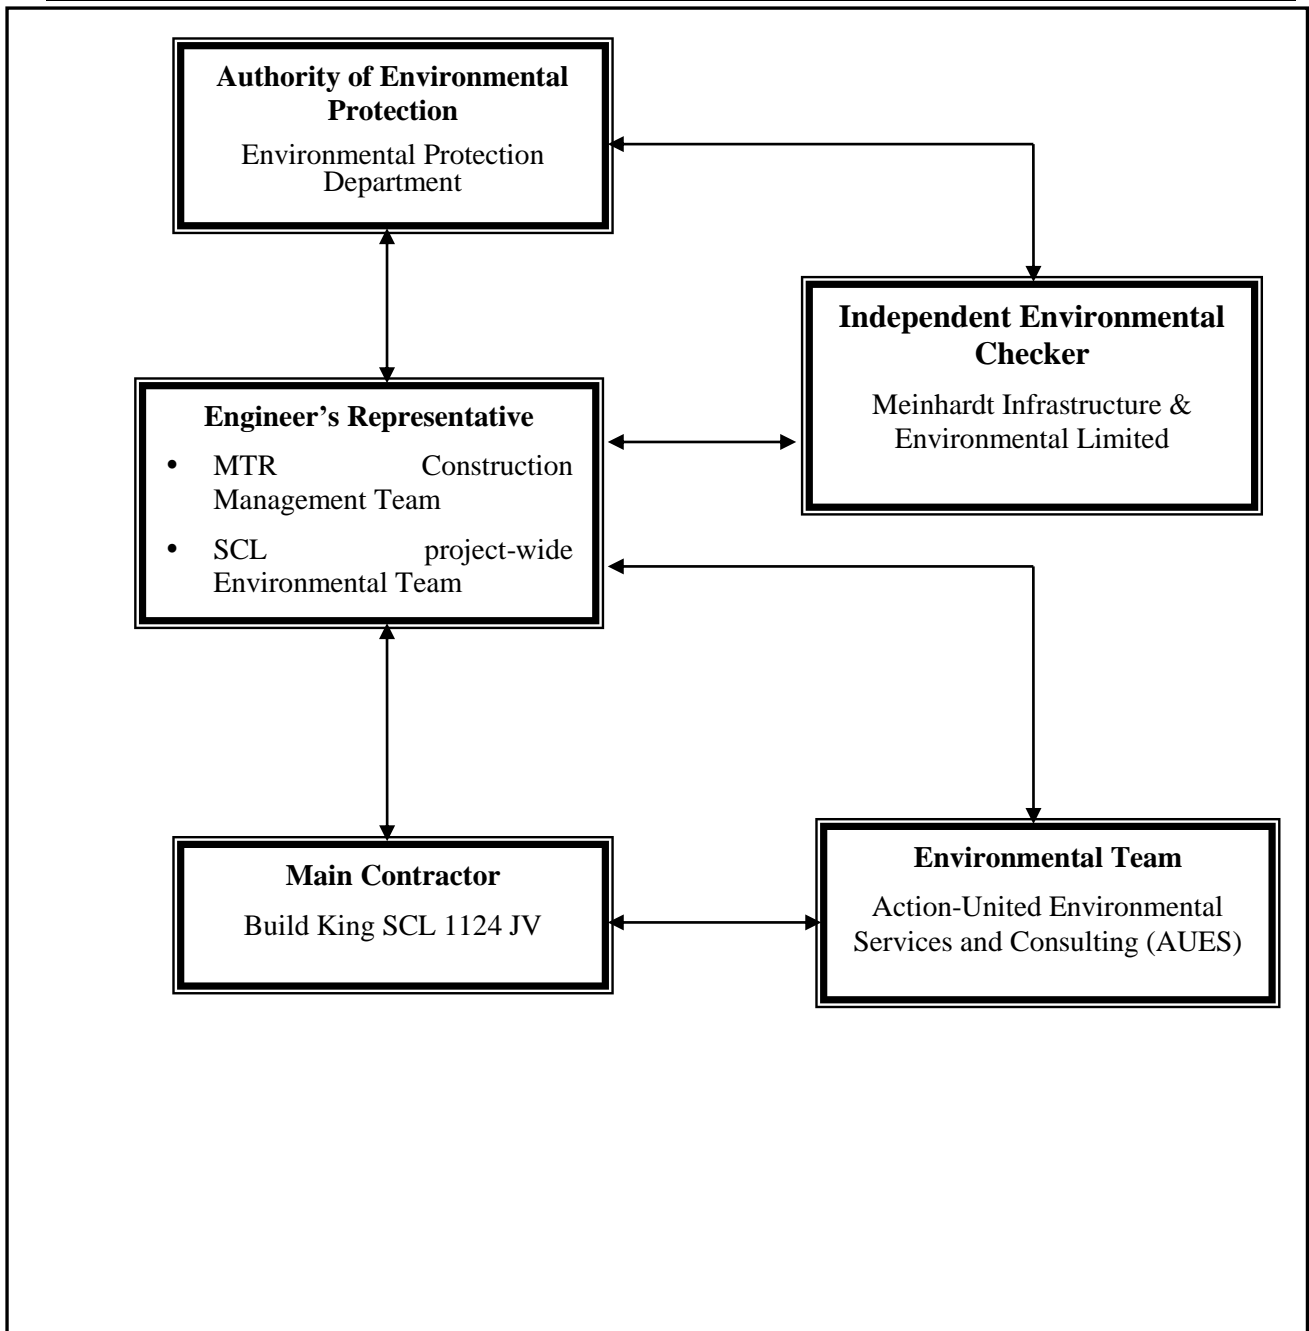 Authority of Environmental
Protection
Environmental Protection
Department
Independent Environmental
Checker
Meinhardt Infrastructure &
Environmental Limited
Engineer’s Representative
• MTR Construction
Management Team
• SCL project-wide
Environmental Team
Main Contractor
Build King SCL 1124 JV
Environmental Team
Action-United Environmental
Services and Consulting (AUES)